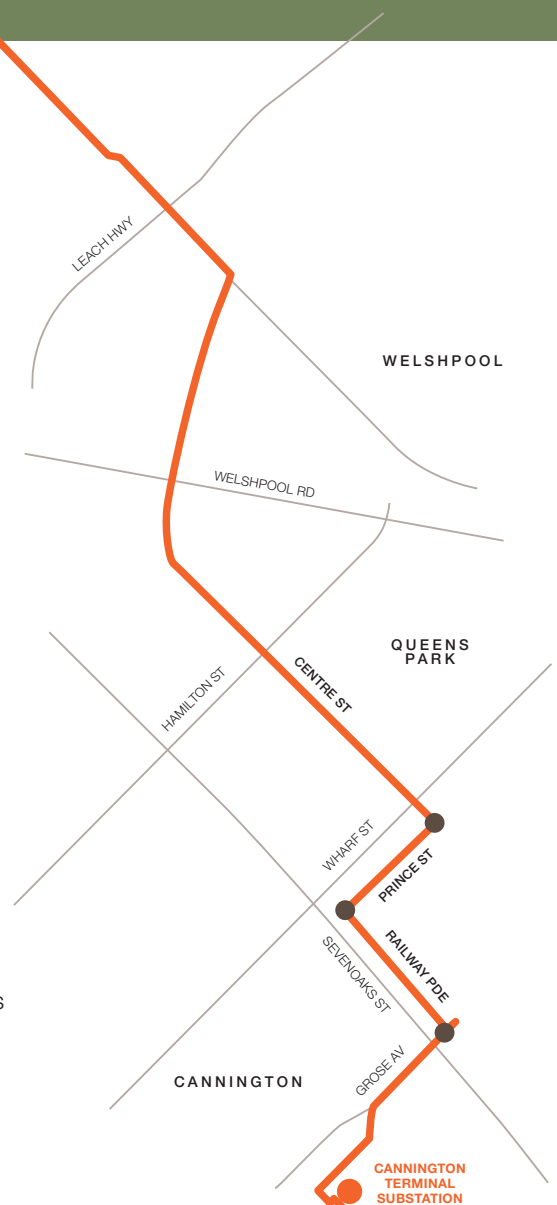 LEACH HWY
WELSHPOOL
WELSHPOOL RD
QUEENS
PARK
CENTRE ST
HAMILTON ST
WHARF ST
PRINCE ST
RAILWAY PDE
SEVENOAKS ST
S
GROSE AV
CANNINGTON
CANNINGTON
TERMINAL
SUBSTATION